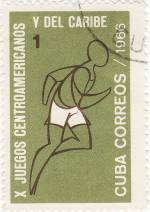 X JUEGOS CENTROAMERICANOS
Y DEL CARIBE
1
CUBA CORREOS / 1966
U